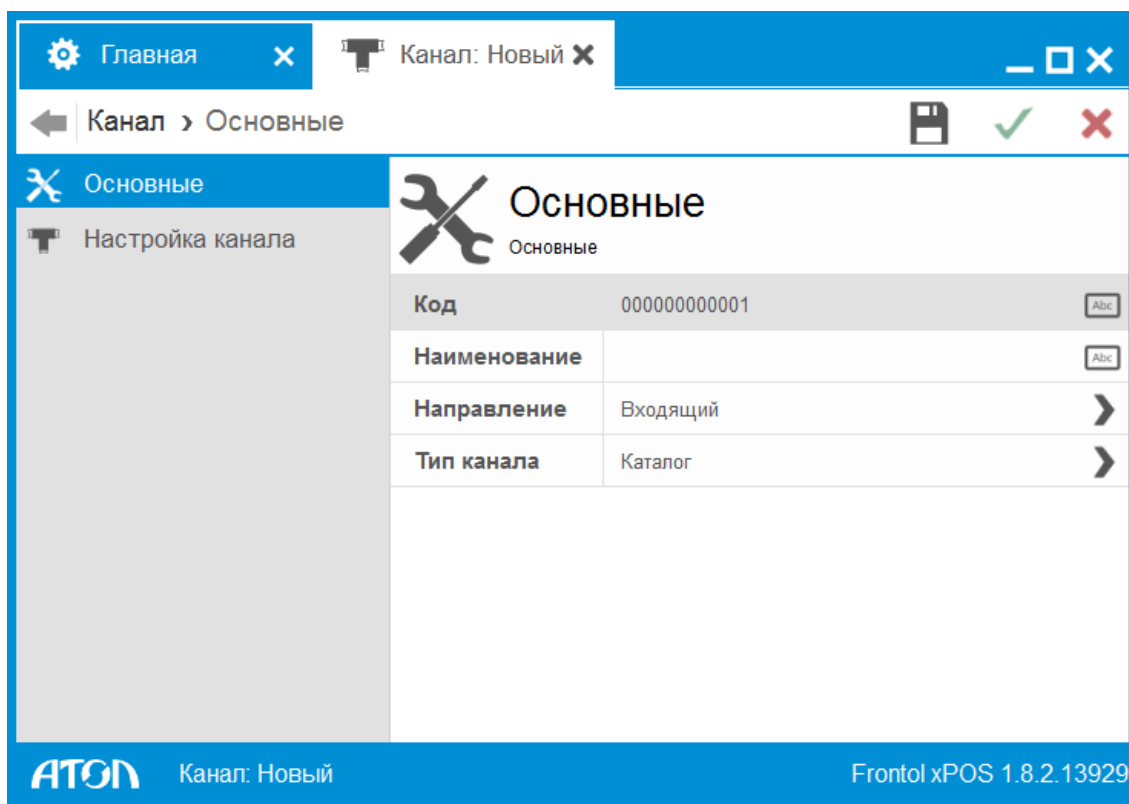 Главная
Канал: Новый
Канал › Основные
Основные
Настройка канала
Основные
Основные
Код 000000000001 Abc
Наименование Abc
Направление Входящий
Тип канала Каталог
АТОЛ Канал: Новый Frontol xPOS 1.8.2.13929